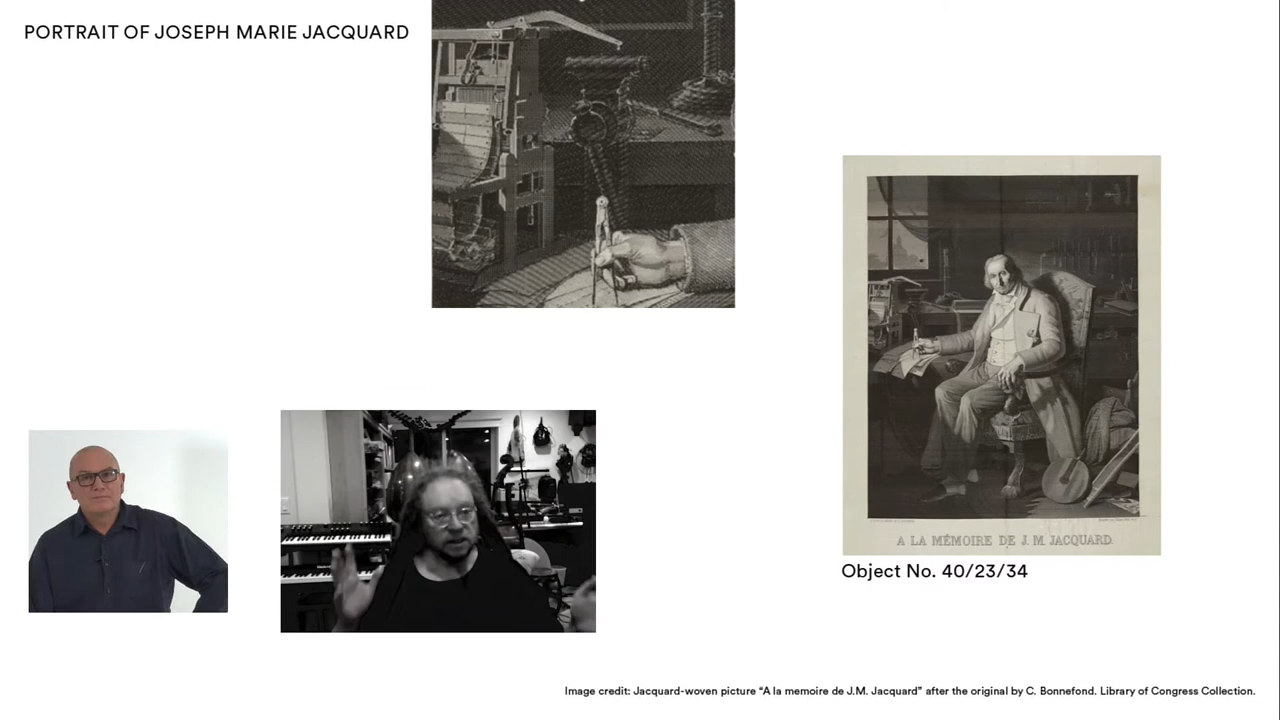 PORTRAIT OF JOSEPH MARIE JACQUARD
A LA MÉMOIRE DE J. M. JACQUARD.
Object No. 40/23/34
Image credit: Jacquard-woven picture “A la memoire de J.M. Jacquard” after the original by C. Bonnefond. Library of Congress Collection.